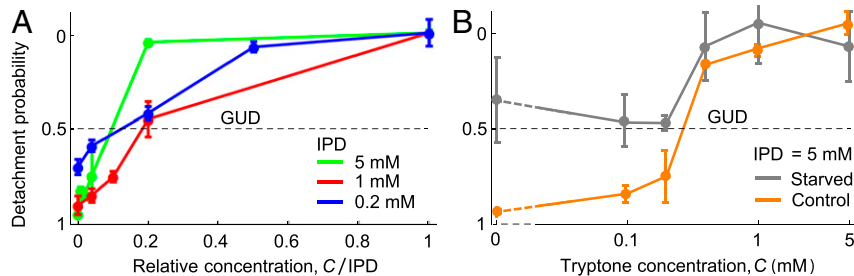 A
Detachment probability
0
0.5
1
GUD
IPD
5 mM
1 mM
0.2 mM
0 0.2 0.4 0.6 0.8 1
Relative concentration, C/IPD
B
0
0.5
1
GUD
IPD = 5 mM
Starved
Control
0 0.1 1 5
Tryptone concentration, C (mM)